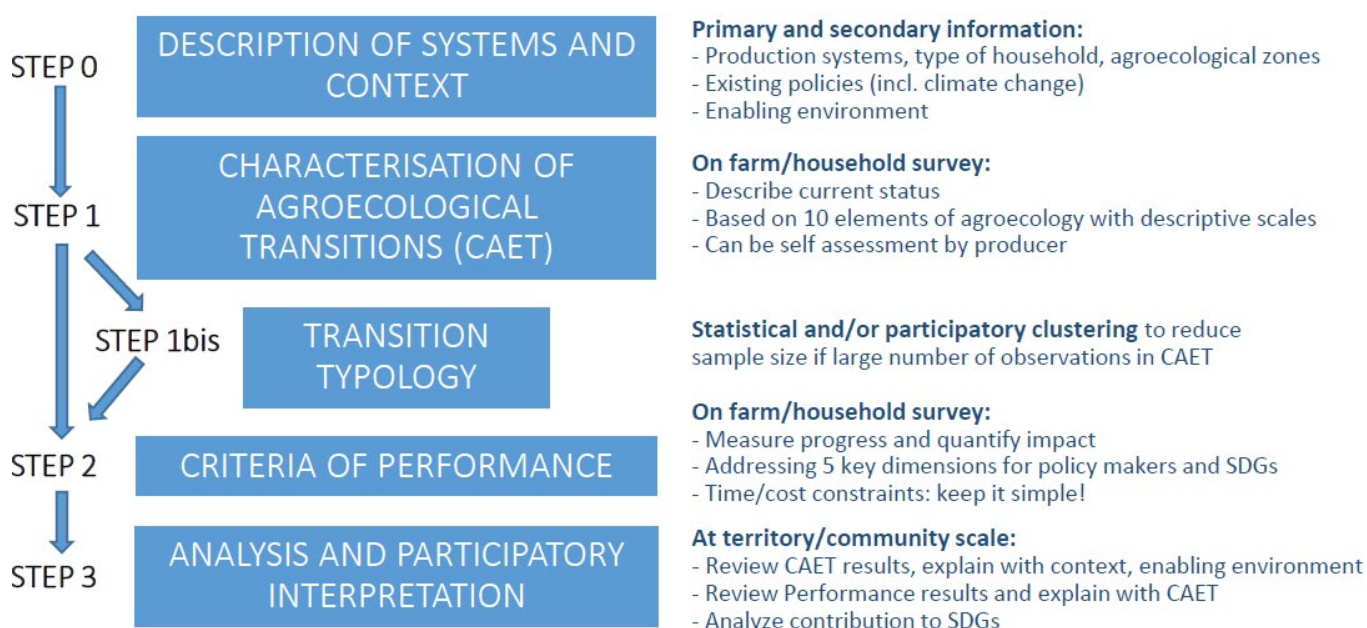 STEP 0
DESCRIPTION OF SYSTEMS AND
CONTEXT
Primary and secondary information:
- Production systems, type of household, agroecological zones
- Existing policies (incl. climate change)
- Enabling environment
STEP 1
CHARACTERISATION OF
AGROECOLOGICAL
TRANSITIONS (CAET)
On farm/household survey:
- Describe current status
- Based on 10 elements of agroecology with descriptive scales
- Can be self assessment by producer
STEP 1bis
TRANSITION
TYPOLOGY
Statistical and/or participatory clustering to reduce
sample size if large number of observations in CAET
STEP 2
CRITERIA OF PERFORMANCE
On farm/household survey:
- Measure progress and quantify impact
- Addressing 5 key dimensions for policy makers and SDGs
- Time/cost constraints: keep it simple!
STEP 3
ANALYSIS AND PARTICIPATORY
INTERPRETATION
At territory/community scale:
- Review CAET results, explain with context, enabling environment
- Review Performance results and explain with CAET
- Analyze contribution to SDGs